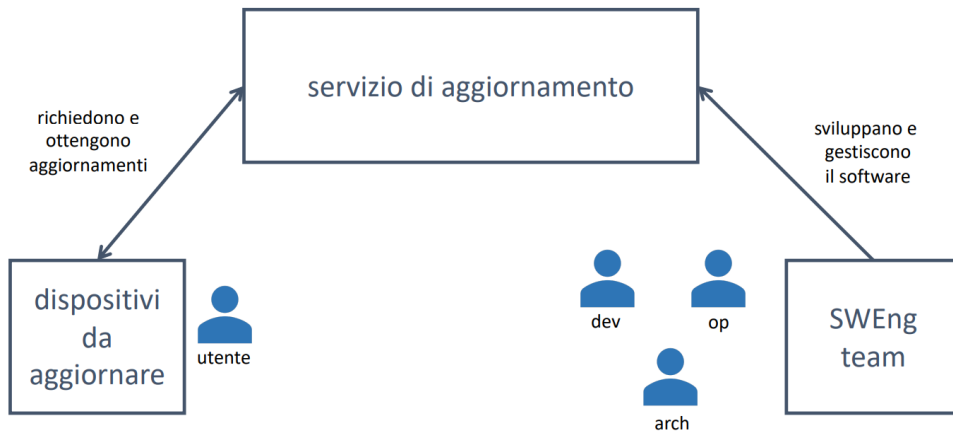 servizio di aggiornamento
richiedono e
ottengono
aggiornamenti
sviluppano e
gestiscono
il software
dispositivi
da
aggiornare
utente
dev
op
arch
SWEng
team